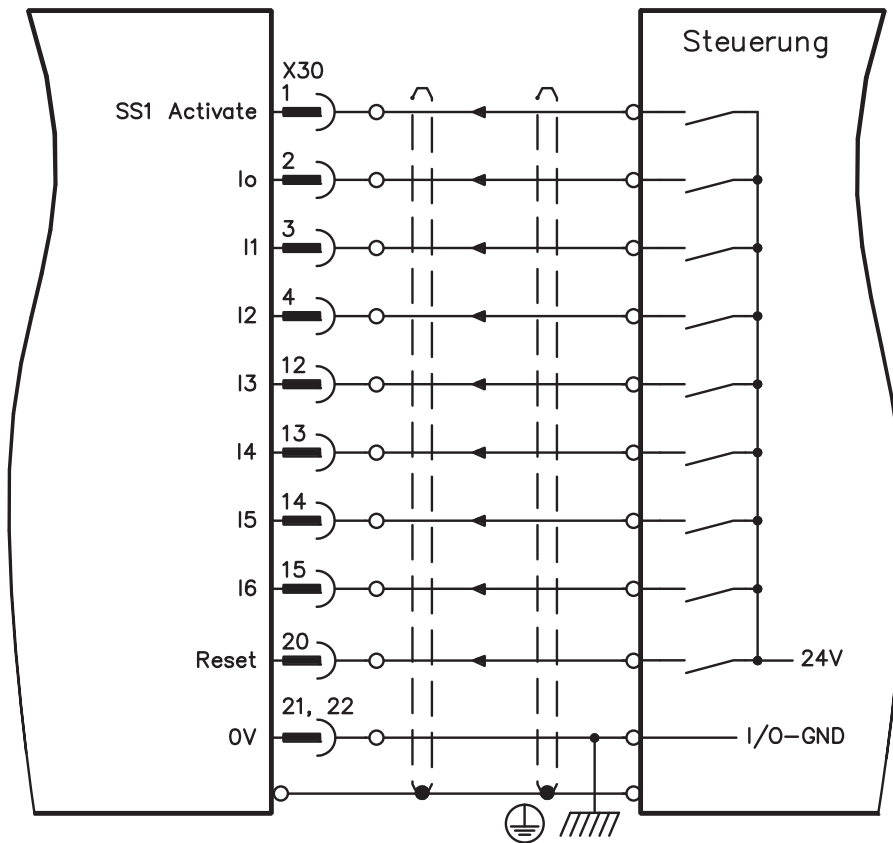 Steuerung
X30
SS1 Activate 1
Io 2
I1 3
I2 4
I3 12
I4 13
I5 14
I6 15
Reset 20 24V
0V 21, 22 I/O-GND